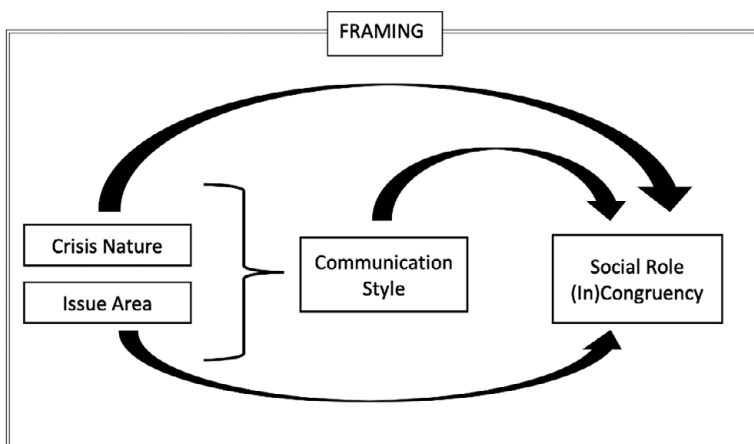 FRAMING
Crisis Nature
Issue Area
Communication
Style
Social Role
(In)Congruency